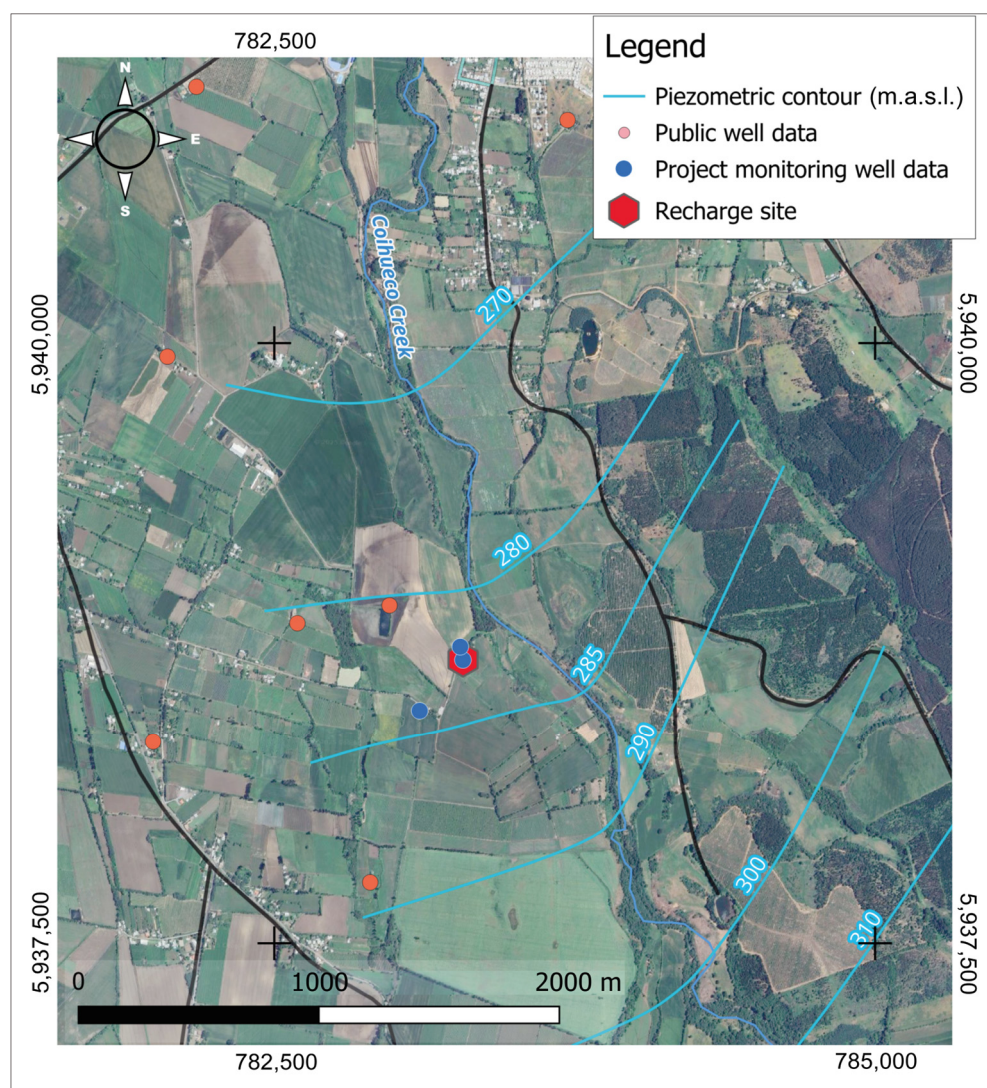 782,500
Legend
Piezometric contour (m.a.s.l.)
Public well data
Project monitoring well data
Recharge site
N
E
S
Coihueco Creek
270
5,940,000
5,940,000
280
285
290
300
310
5,937,500
5,937,500
0 1000 2000 m
782,500
785,000